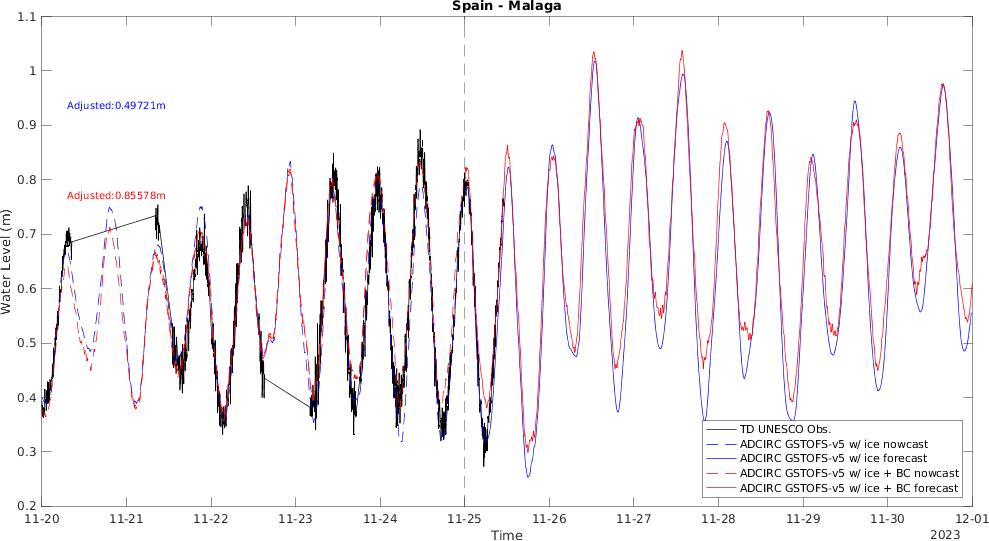 Spain - Malaga
1.1
1
0.9
0.8
0.7
0.6
0.5
0.4
0.3
0.2
Water Level (m)
Adjusted:0.49721m
Adjusted:0.85578m
TD UNESCO Obs.
ADCIRC GSTOFS-v5 w/ ice nowcast
ADCIRC GSTOFS-v5 w/ ice forecast
ADCIRC GSTOFS-v5 w/ ice + BC nowcast
ADCIRC GSTOFS-v5 w/ ice + BC forecast
11-20 11-21 11-22 11-23 11-24 11-25 11-26 11-27 11-28 11-29 11-30 12-01
Time
2023